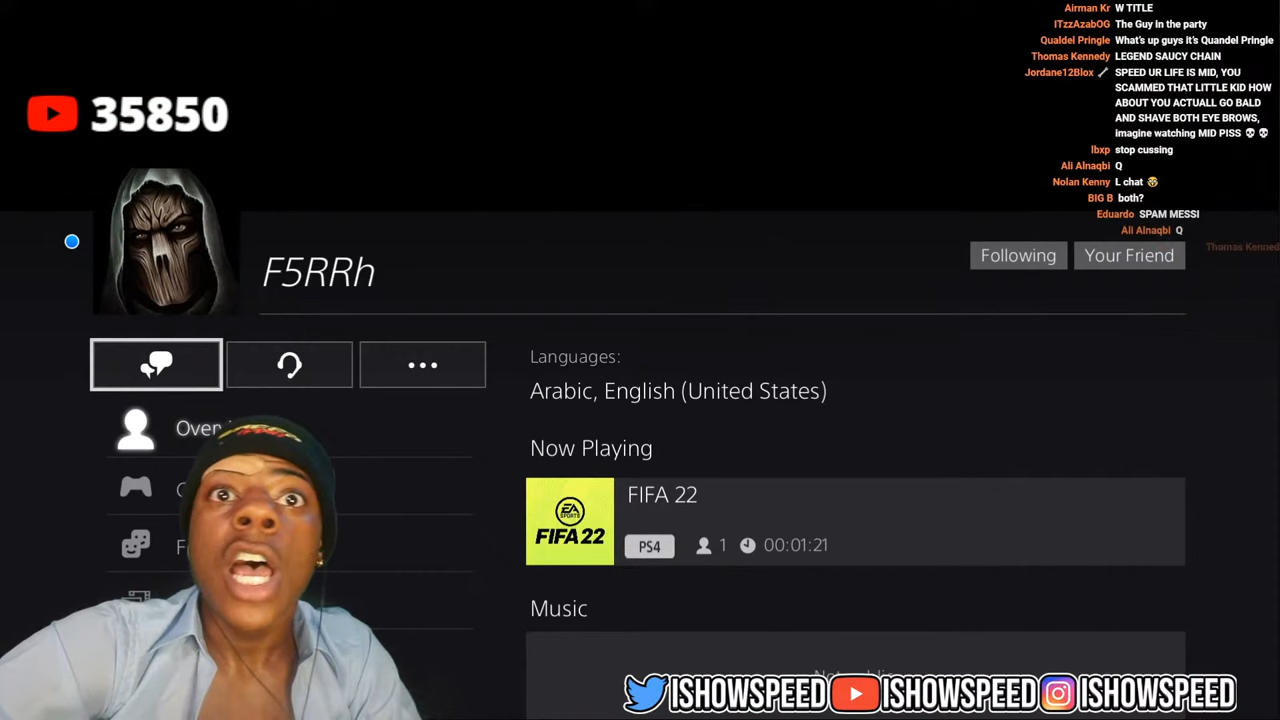 Airman Kr W TITLE
ITzzAzabOG The Guy in the party
Qualdel Pringle What's up guys it's Quandel Pringle
Thomas Kennedy LEGEND SAUCY CHAIN
Jordane12Blox SPEED UR LIFE IS MID, YOU
SCAMMED THAT LITTLE KID HOW
ABOUT YOU ACTUALL GO BALD
AND SHAVE BOTH EYE BROWS,
imagine watching MID PISS 💀 💀
lbxp stop cussing
Ali Alnaqbi Q
Nolan Kenny L chat
BIG B both?
Eduardo SPAM MESSI
Ali Alnaqbi Q
Thomas Kenned
35850
F5RRh
Following
Your Friend
Languages:
Arabic, English (United States)
Now Playing
EA SPORTS
FIFA 22
FIFA 22
PS4 1 00:01:21
Music
ISHOWSPEED ISHOWSPEED ISHOWSPEED